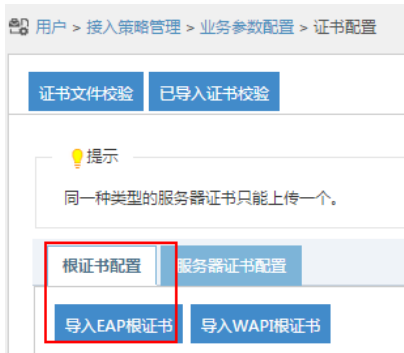 用户 > 接入策略管理 > 业务参数配置 > 证书配置
证书文件校验 已导入证书校验
提示
同一种类型的服务器证书只能上传一个。
根证书配置 服务器证书配置
导入EAP根证书 导入WAPI根证书